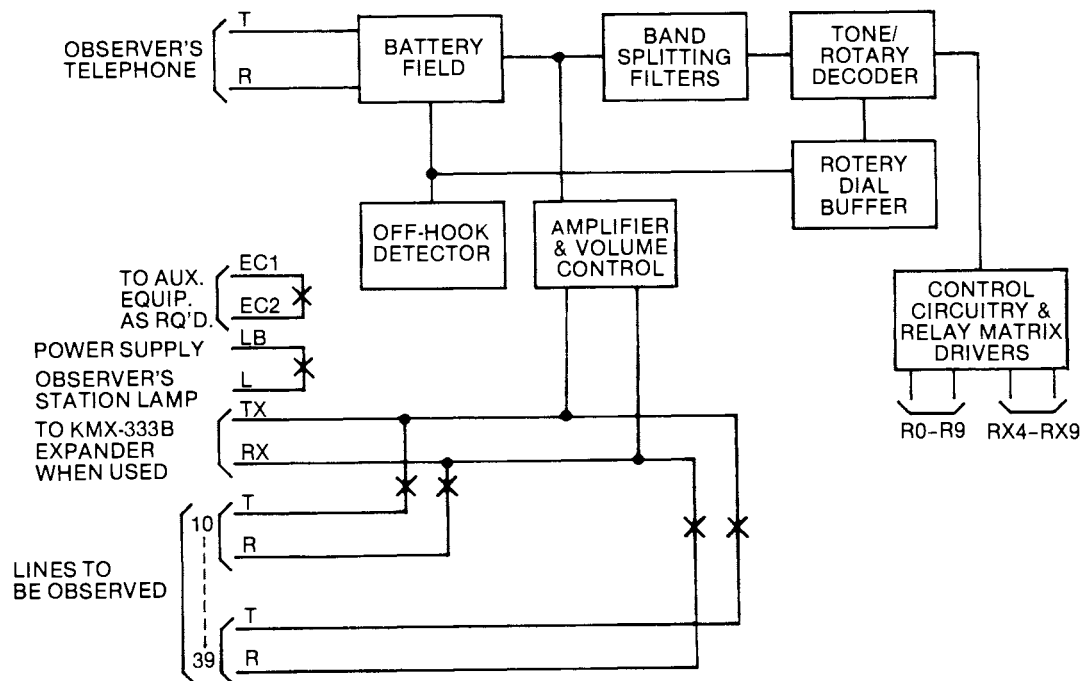 OBSERVER'S
TELEPHONE
T
R
BATTERY
FIELD
BAND
SPLITTING
FILTERS
TONE/
ROTARY
DECODER
ROTERY
DIAL
BUFFER
OFF-HOOK
DETECTOR
AMPLIFIER
& VOLUME
CONTROL
CONTROL
CIRCUITRY &
RELAY MATRIX
DRIVERS
R0-R9
RX4-RX9
TO AUX.
EQUIP.
AS RQ'D.
EC1
EC2
POWER SUPPLY
LB
OBSERVER'S
STATION LAMP
L
TO KMX-333B
EXPANDER
WHEN USED
TX
RX
LINES TO
BE OBSERVED
10
T
R
39
T
R